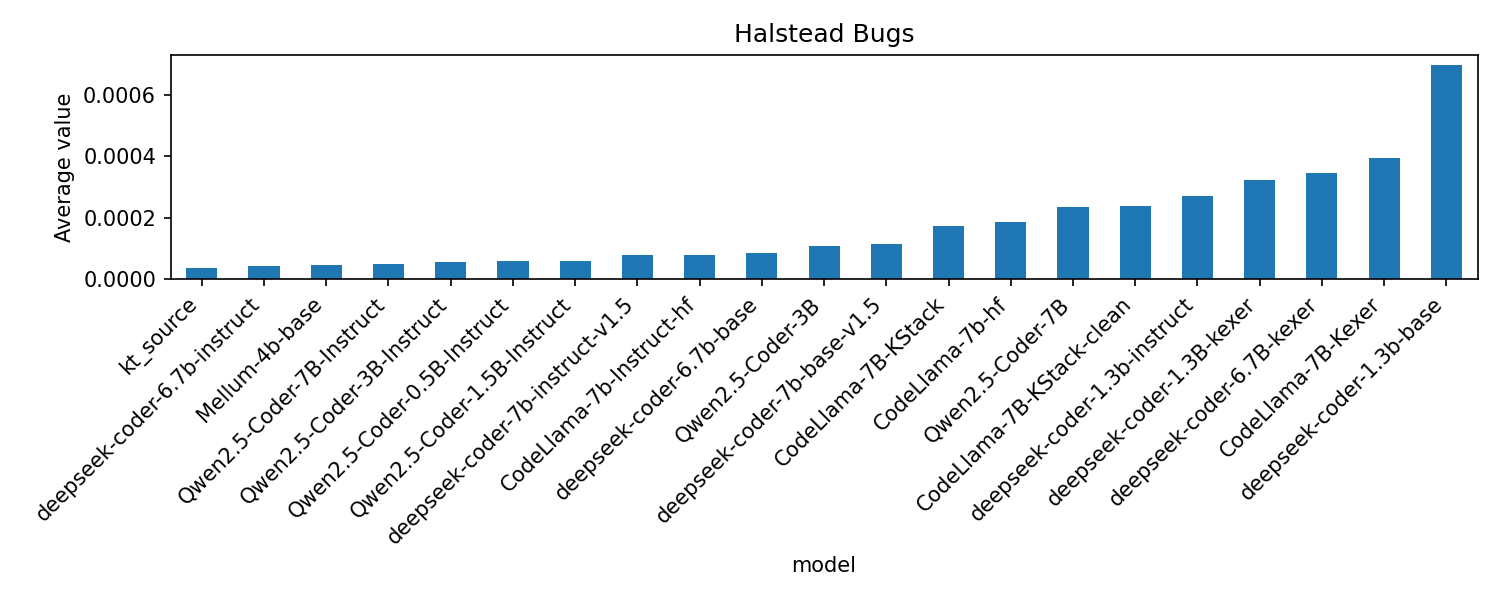 Halstead Bugs
Average value
0.0006
0.0004
0.0002
0.0000
kt_source
deepseek-coder-6.7b-instruct
Mellum-4b-base
Qwen2.5-Coder-7B-Instruct
Qwen2.5-Coder-3B-Instruct
Qwen2.5-Coder-0.5B-Instruct
Qwen2.5-Coder-1.5B-Instruct
deepseek-coder-7b-instruct-v1.5
CodeLlama-7b-Instruct-hf
deepseek-coder-6.7b-base
Qwen2.5-Coder-3B
deepseek-coder-7b-base-v1.5
CodeLlama-7B-KStack
CodeLlama-7b-hf
Qwen2.5-Coder-7B
CodeLlama-7B-KStack-clean
deepseek-coder-1.3b-instruct
deepseek-coder-1.3B-kexer
deepseek-coder-6.7B-kexer
CodeLlama-7B-Kexer
deepseek-coder-1.3b-base
model